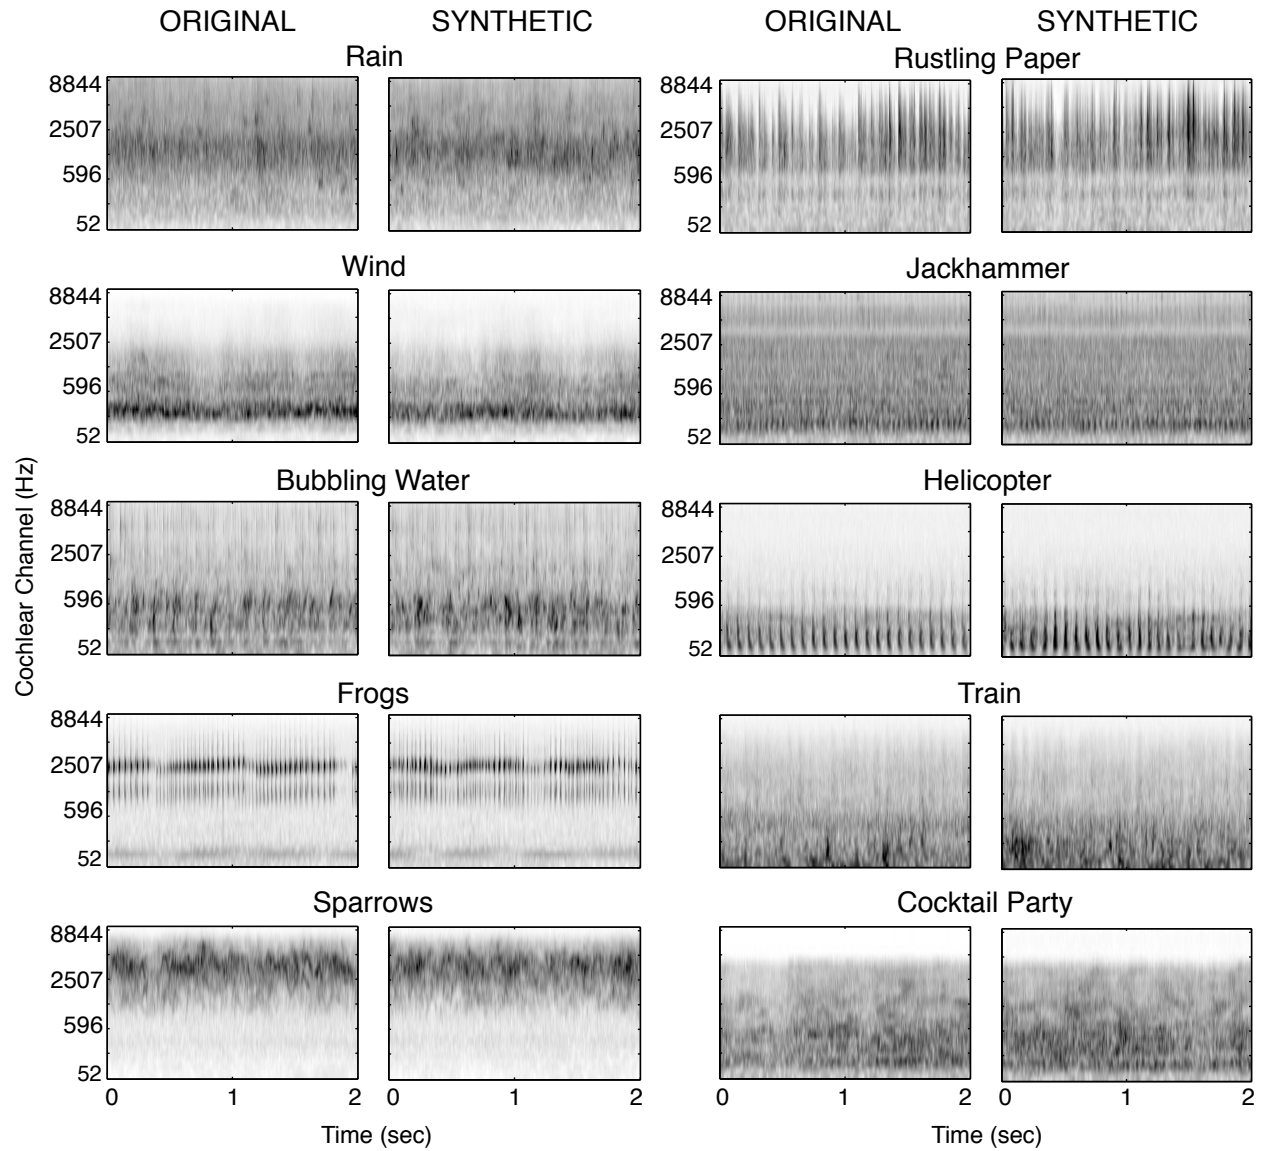 ORIGINAL SYNTHETIC ORIGINAL SYNTHETIC
Rain
8844
2507
596
52
Rustling Paper
8844
2507
596
52
Wind
8844
2507
596
52
Jackhammer
8844
2507
596
52
Cochlear Channel (Hz)
Bubbling Water
8844
2507
596
52
Helicopter
8844
2507
596
52
Frogs
8844
2507
596
52
Train
Sparrows
8844
2507
596
52
0 1 2 0 1 2
Time (sec)
Cocktail Party
0 1 2 0 1 2
Time (sec)